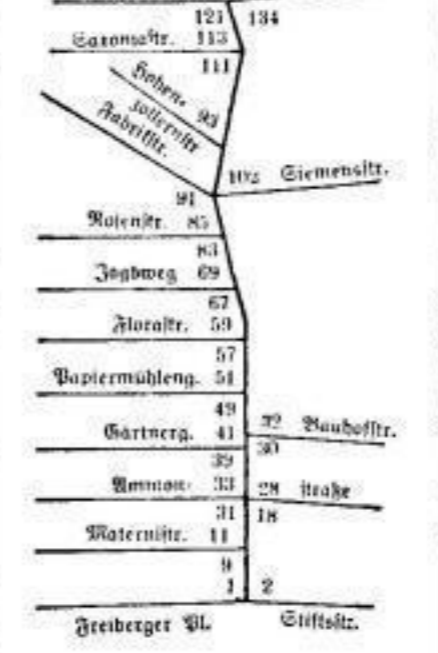 121 134
Saxoniastr. 113
111
Hohen-
zollernstr 93
Fabrikstr.
102 Siemensstr.
91
Rosenstr. 85
83
Jagdweg 69
67
Florastr. 59
57
Papiermühleng. 51
49
32 Bauhofstr.
Gärtnerg. 41
30
39
Ammon- 33 28 straße
31 18
Maternistr. 11
9
1 2
Freiberger Pl. Stiftsstr.